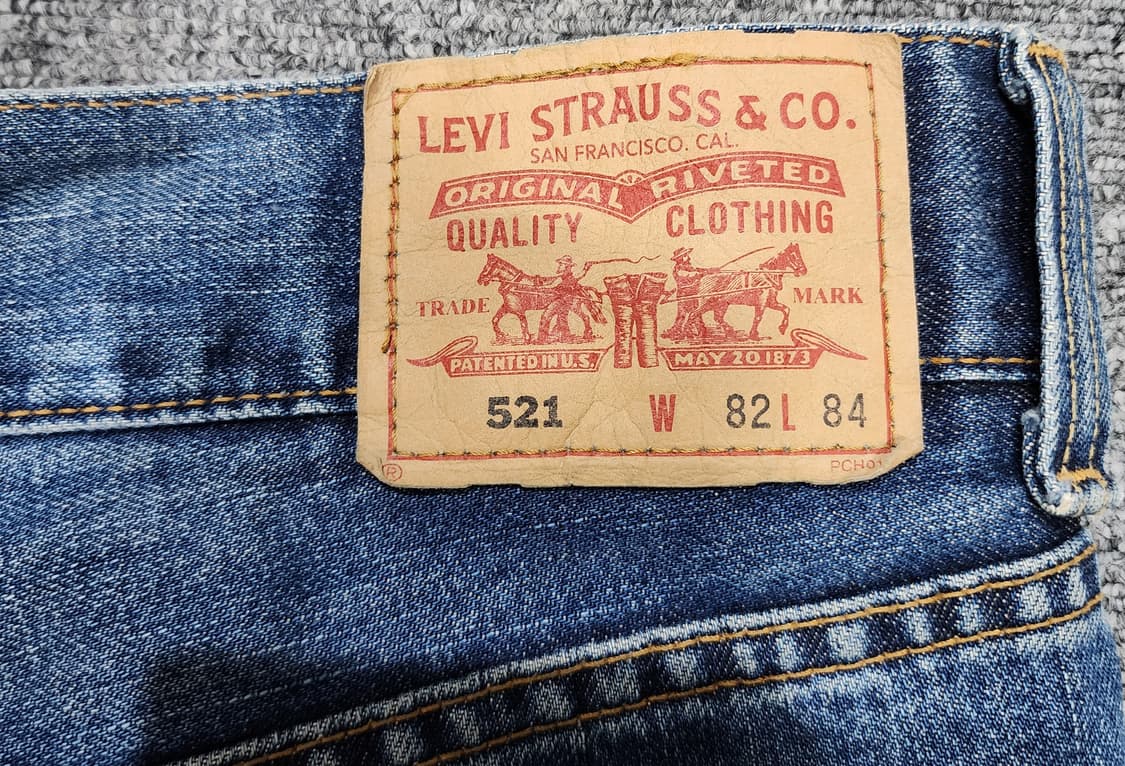 LEVI STRAUSS & CO.
SAN FRANCISCO. CAL.
ORIGINAL RIVETED
QUALITY CLOTHING
TRADE MARK
PATENTED IN U.S. MAY 20 1873
521 W 82 L 84
®